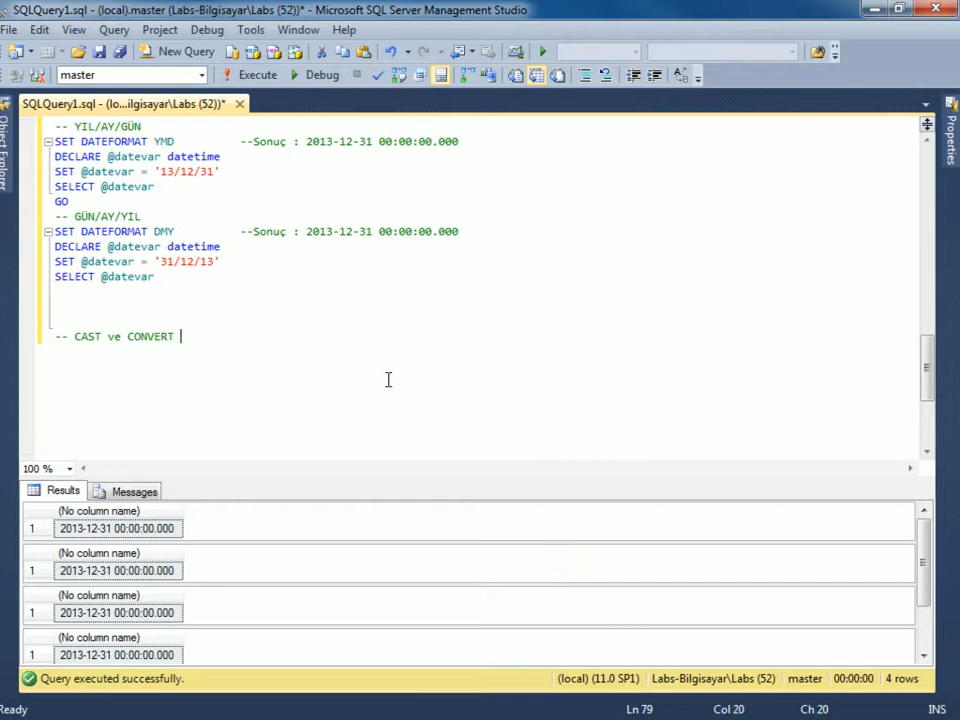 SQLQuery1.sql - (local).master (Labs-Bilgisayar\Labs (52))* - Microsoft SQL Server Management Studio
File Edit View Query Project Debug Tools Window Help
New Query
master Execute Debug
SQLQuery1.sql - (lo...ilgisayar\Labs (52))*
Object Explorer
Properties
-- YIL/AY/GÜN
SET DATEFORMAT YMD --Sonuç : 2013-12-31 00:00:00.000
DECLARE @datevar datetime
SET @datevar = '13/12/31'
SELECT @datevar
GO
-- GÜN/AY/YIL
SET DATEFORMAT DMY --Sonuç : 2013-12-31 00:00:00.000
DECLARE @datevar datetime
SET @datevar = '31/12/13'
SELECT @datevar
-- CAST ve CONVERT
100 %
Results Messages
(No column name)
1 2013-12-31 00:00:00.000
(No column name)
1 2013-12-31 00:00:00.000
(No column name)
1 2013-12-31 00:00:00.000
(No column name)
1 2013-12-31 00:00:00.000
Query executed successfully. (local) (11.0 SP1) Labs-Bilgisayar\Labs (52) master 00:00:00 4 rows
Ready Ln 79 Col 20 Ch 20 INS